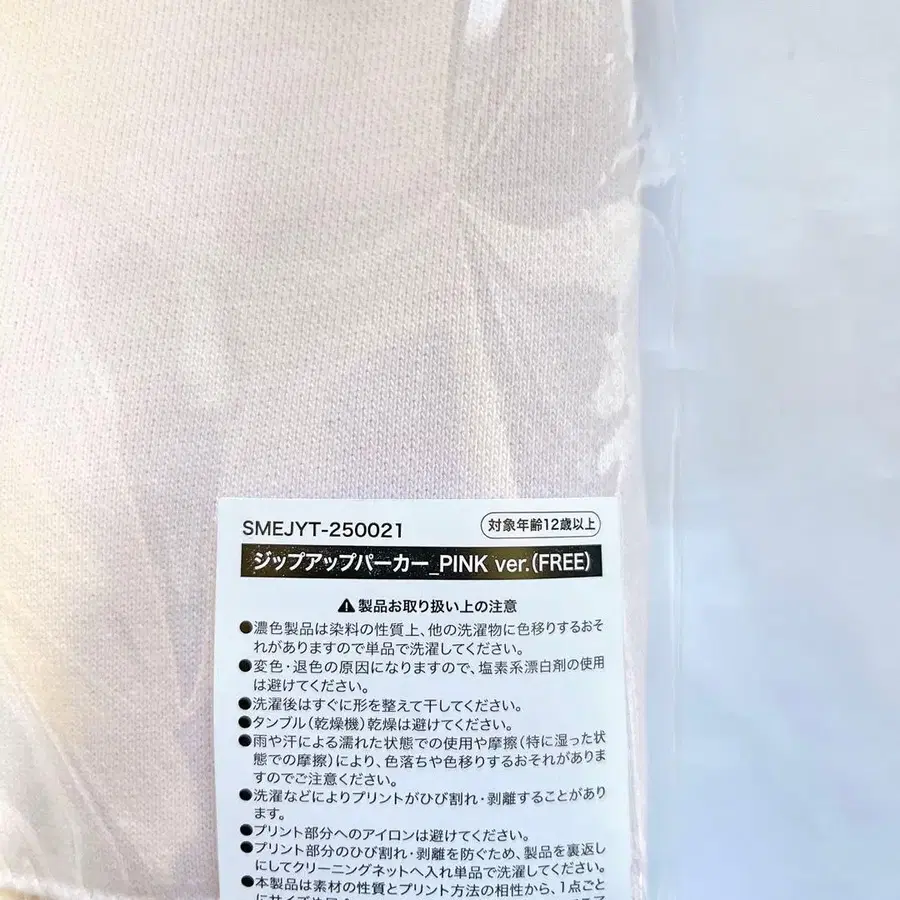 SMEJYT-250021
対象年齢12歳以上
ジップアップパーカー_PINK ver.(FREE)
⚠製品お取り扱い上の注意
●濃色製品は染料の性質上、他の洗濯物に色移りするおそ
れがありますので単品で洗濯してください。
●変色・退色の原因になりますので、塩素系漂白剤の使用
は避けてください。
●洗濯後はすぐに形を整えて干してください。
●タンブル(乾燥機)乾燥は避けてください。
●雨や汗による濡れた状態での使用や摩擦(特に湿った状
態での摩擦)により、色落ちや色移りするおそれがありま
すのでご注意ください。
●洗濯などによりプリントがひび割れ・剥離することがあり
ます。
●プリント部分へのアイロンは避けてください。
●プリント部分のひび割れ・剥離を防ぐため、製品を裏返し
にしてクリーニングネットへ入れ単品で洗濯してください。
●本製品は素材の性質とプリント方法の相性から、1点ごと